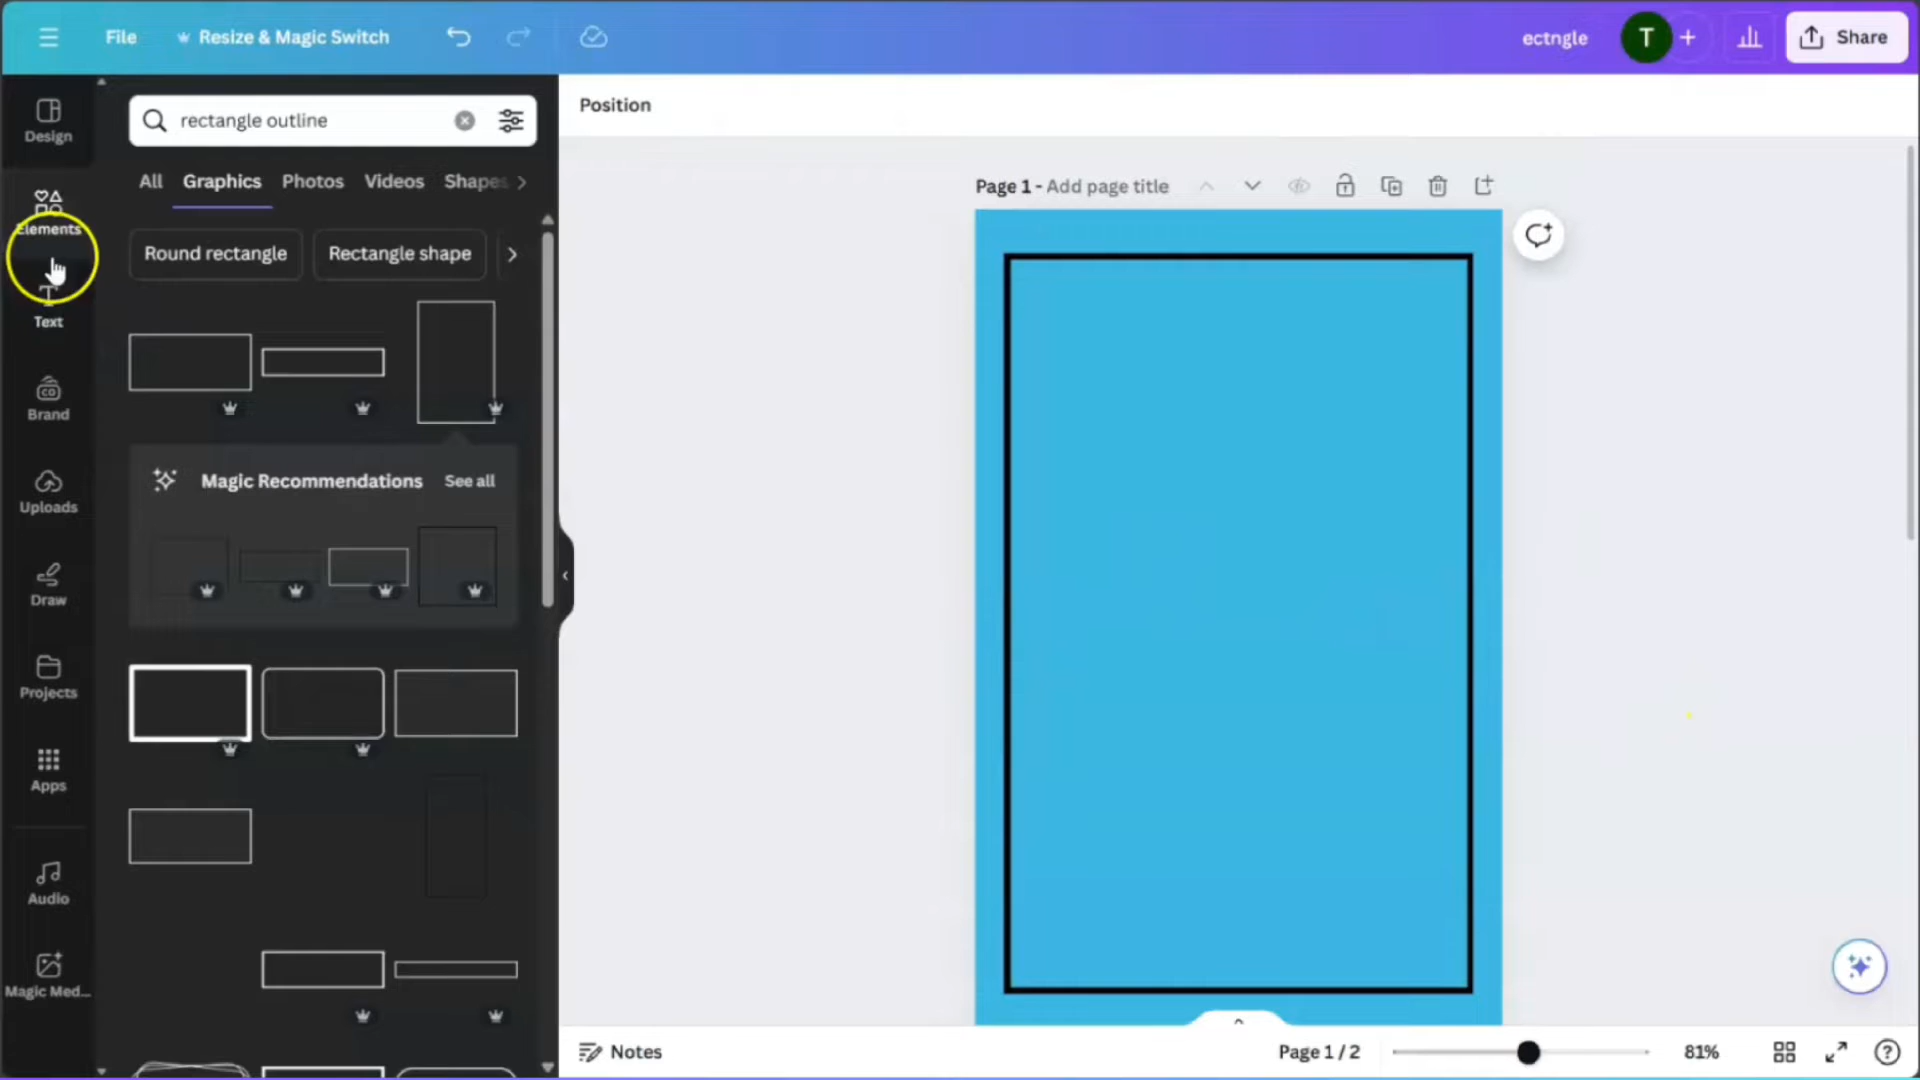 File
Resize & Magic Switch
ectngle
T
Share
Design
rectangle outline
Position
All
Graphics
Photos
Videos
Shapes
Page 1 - Add page title
Elements
Round rectangle
Rectangle shape
Text
Brand
Magic Recommendations
See all
Uploads
Draw
Projects
Apps
Audio
Magic Med...
Notes
Page 1 / 2
81%